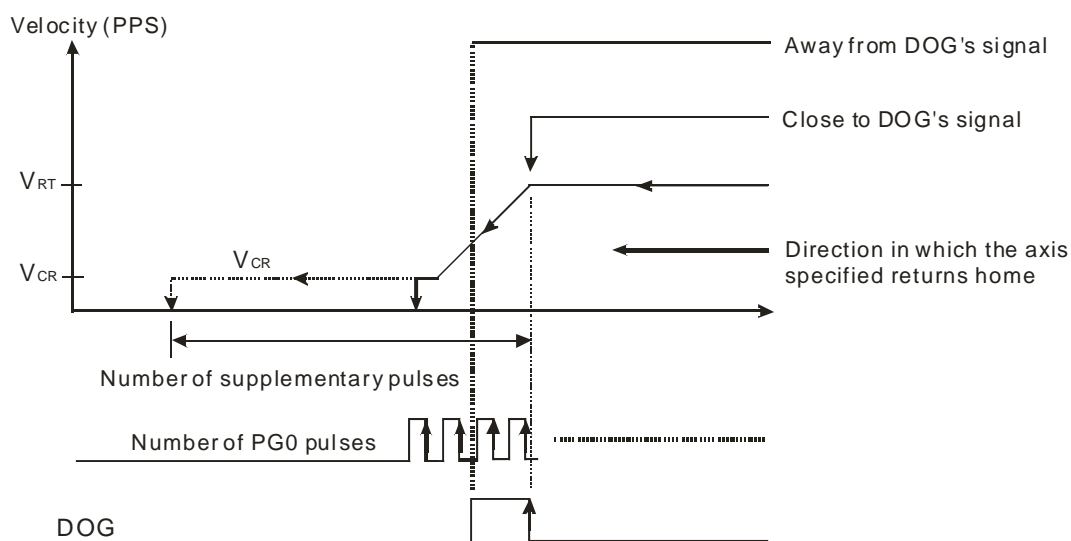 Velocity (PPS)
Away from DOG's signal
Close to DOG's signal
VRT
Direction in which the axis
specified returns home
VCR
VCR
Number of supplementary pulses
Number of PG0 pulses
DOG